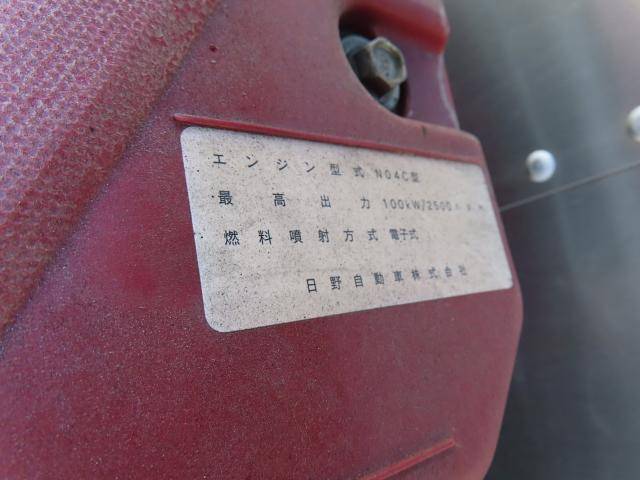 エンジン型式 N04C型
最高出力 100kW/2500
燃料噴射方式 電子式
日野自動車株式会社